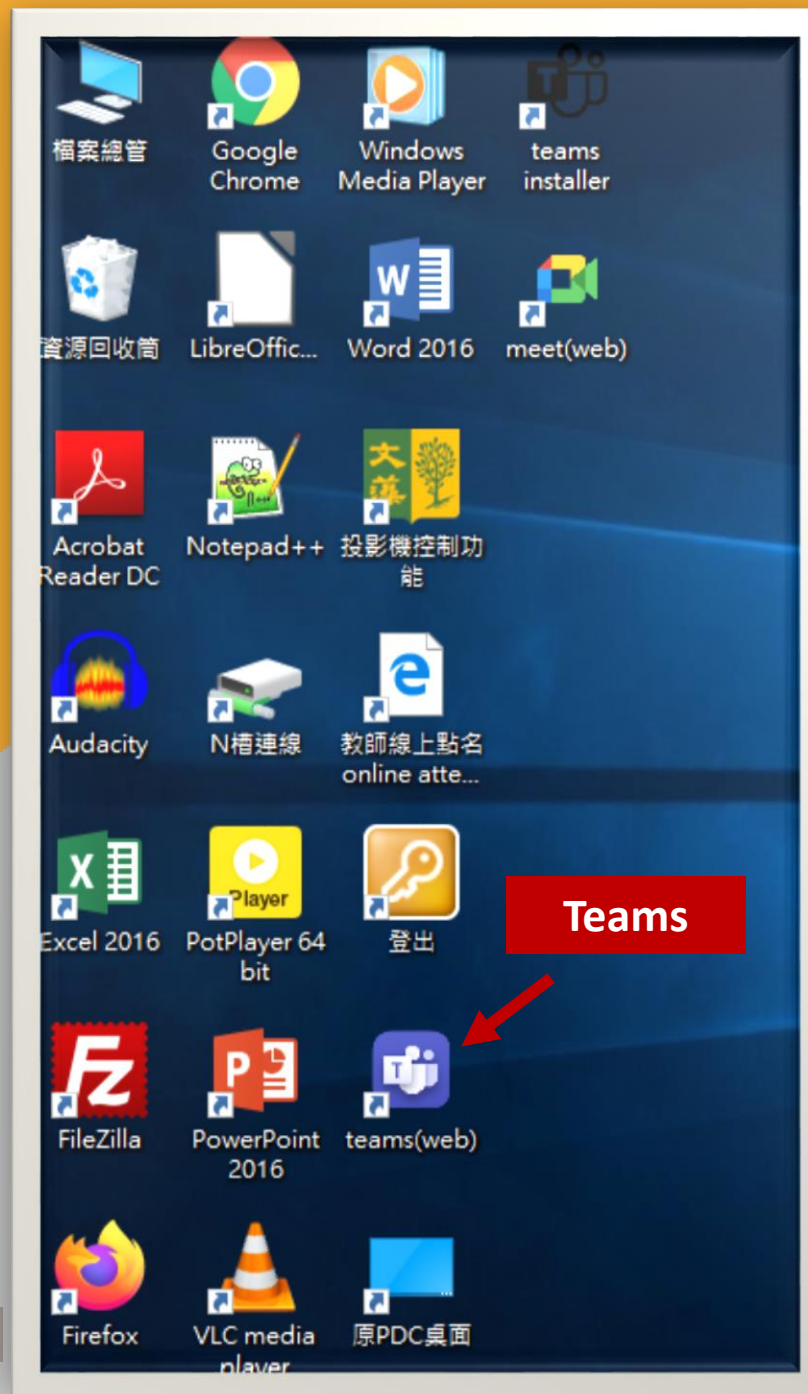 檔案總管
Google
Chrome
Windows
Media Player
teams
installer
資源回收筒
LibreOffic...
Word 2016
meet(web)
Acrobat
Reader DC
Notepad++
文藻
投影機控制功
能
Audacity
N槽連線
教師線上點名
online atte...
Excel 2016
Player
PotPlayer 64
bit
登出
Teams
FileZilla
PowerPoint
2016
teams(web)
Firefox
VLC media
player
原PDC桌面